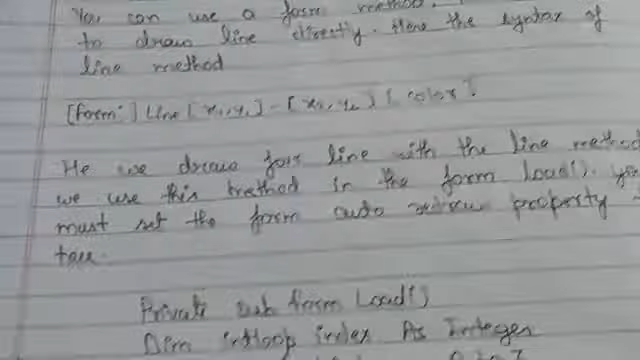 You can use a form method.
to draw line directly. Here the syntax of
line method
[form.] Line [x1, y1] - [x2, y2] [color].
He we draw four line with the line method
we use this method in the form Load().
must set the form auto redraw property
Private sub form Load()
Dim intLoop index As Integer